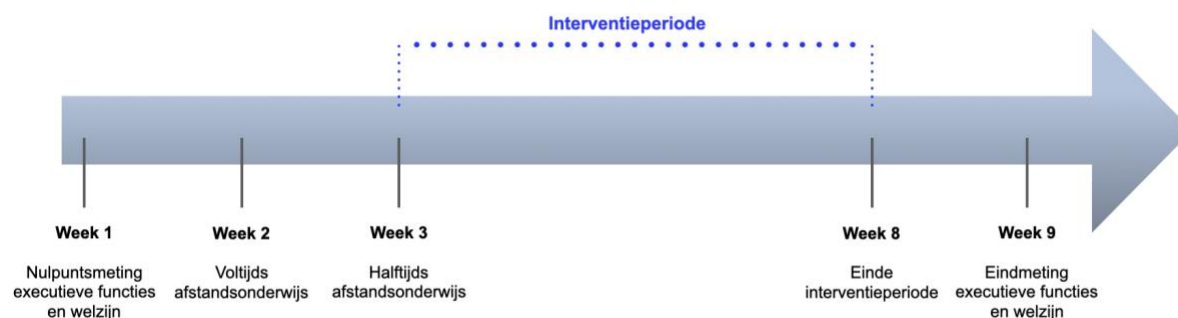 Interventieperiode
Week 1
Nulpuntsmeting
executieve functies
en welzijn
Week 2
Voltijds
afstandsonderwijs
Week 3
Halftijds
afstandsonderwijs
Week 8
Einde
interventieperiode
Week 9
Eindmeting
executieve functies
en welzijn